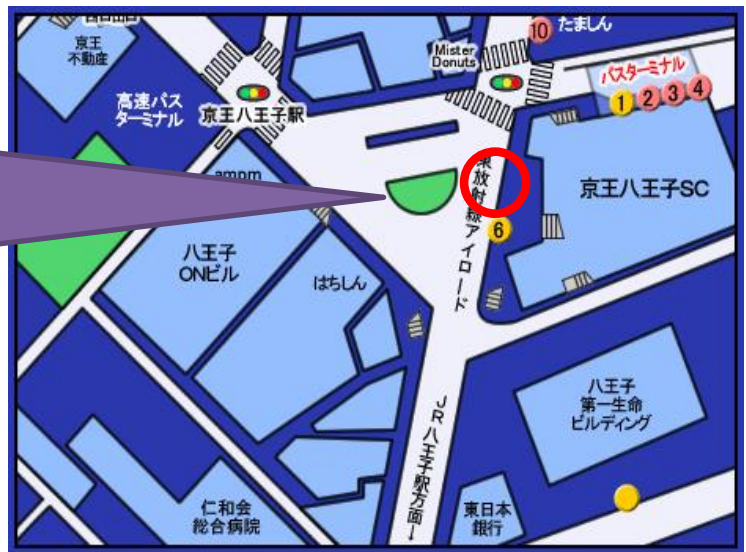 京王
不動産
高速バス
ターミナル
京王八王子駅
Mister
Donuts
10
たましん
バスターミナル
1
2
3
4
京王八王子SC
放射線アイロード
6
八王子
ONビル
はちしん
八王子
第一生命
ビルディング
JR八王子駅方面→
仁和会
総合病院
東日本
銀行